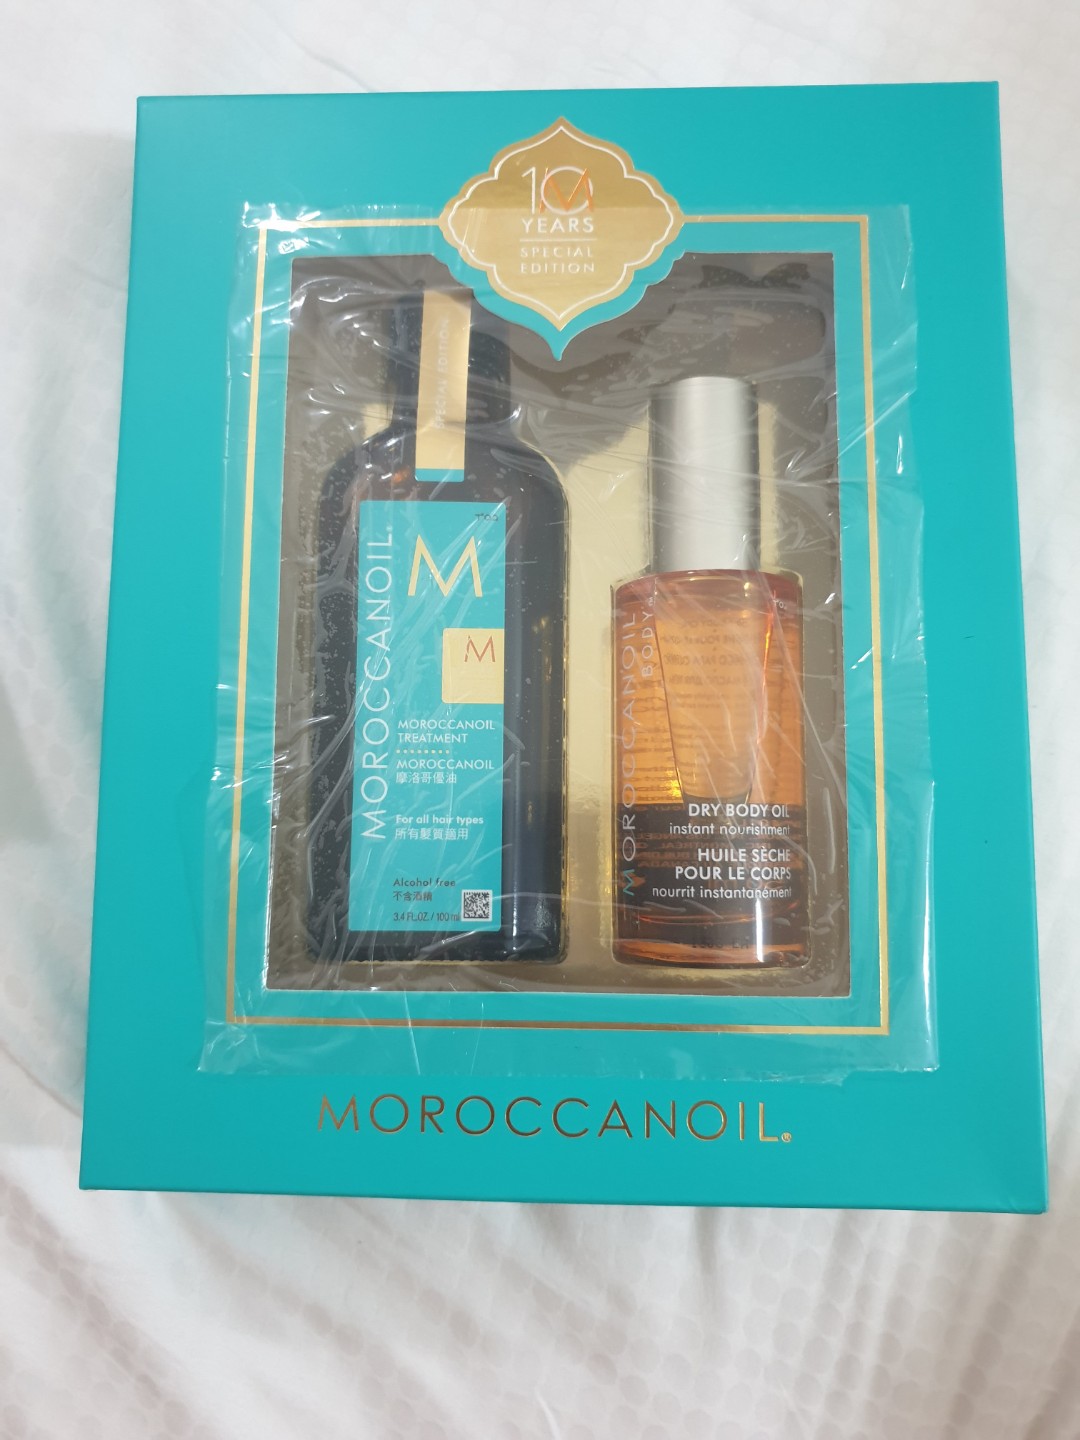 10
YEARS
SPECIAL
EDITION
SPECIAL EDITION
M
MOROCCANOIL
M
MOROCCANOIL
TREATMENT
MOROCCANOIL
摩洛哥優油
For all hair types
所有髮質適用
Alcohol free
不含酒精
3.4 FL.OZ. / 100 ml
MOROCCANOIL
BODY
DRY BODY OIL
instant nourishment
HUILE SÈCHE
POUR LE CORPS
nourrit instantanément
MOROCCANOIL®